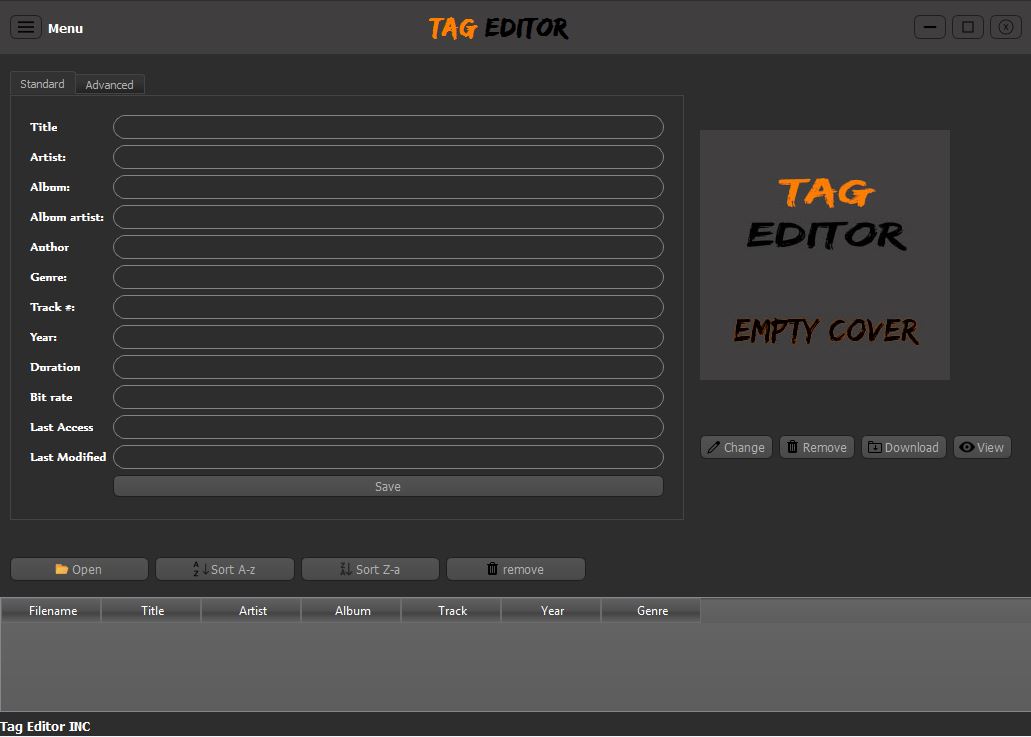 Menu
TAG EDITOR
Standard
Advanced
Title
Artist:
Album:
Album artist:
Author
Genre:
Track #:
Year:
Duration
Bit rate
Last Access
Last Modified
Save
TAG
EDITOR
EMPTY COVER
Change
Remove
Download
View
Open
A Z Sort A-z
Sort Z-a
remove
Filename Title Artist Album Track Year Genre
Tag Editor INC